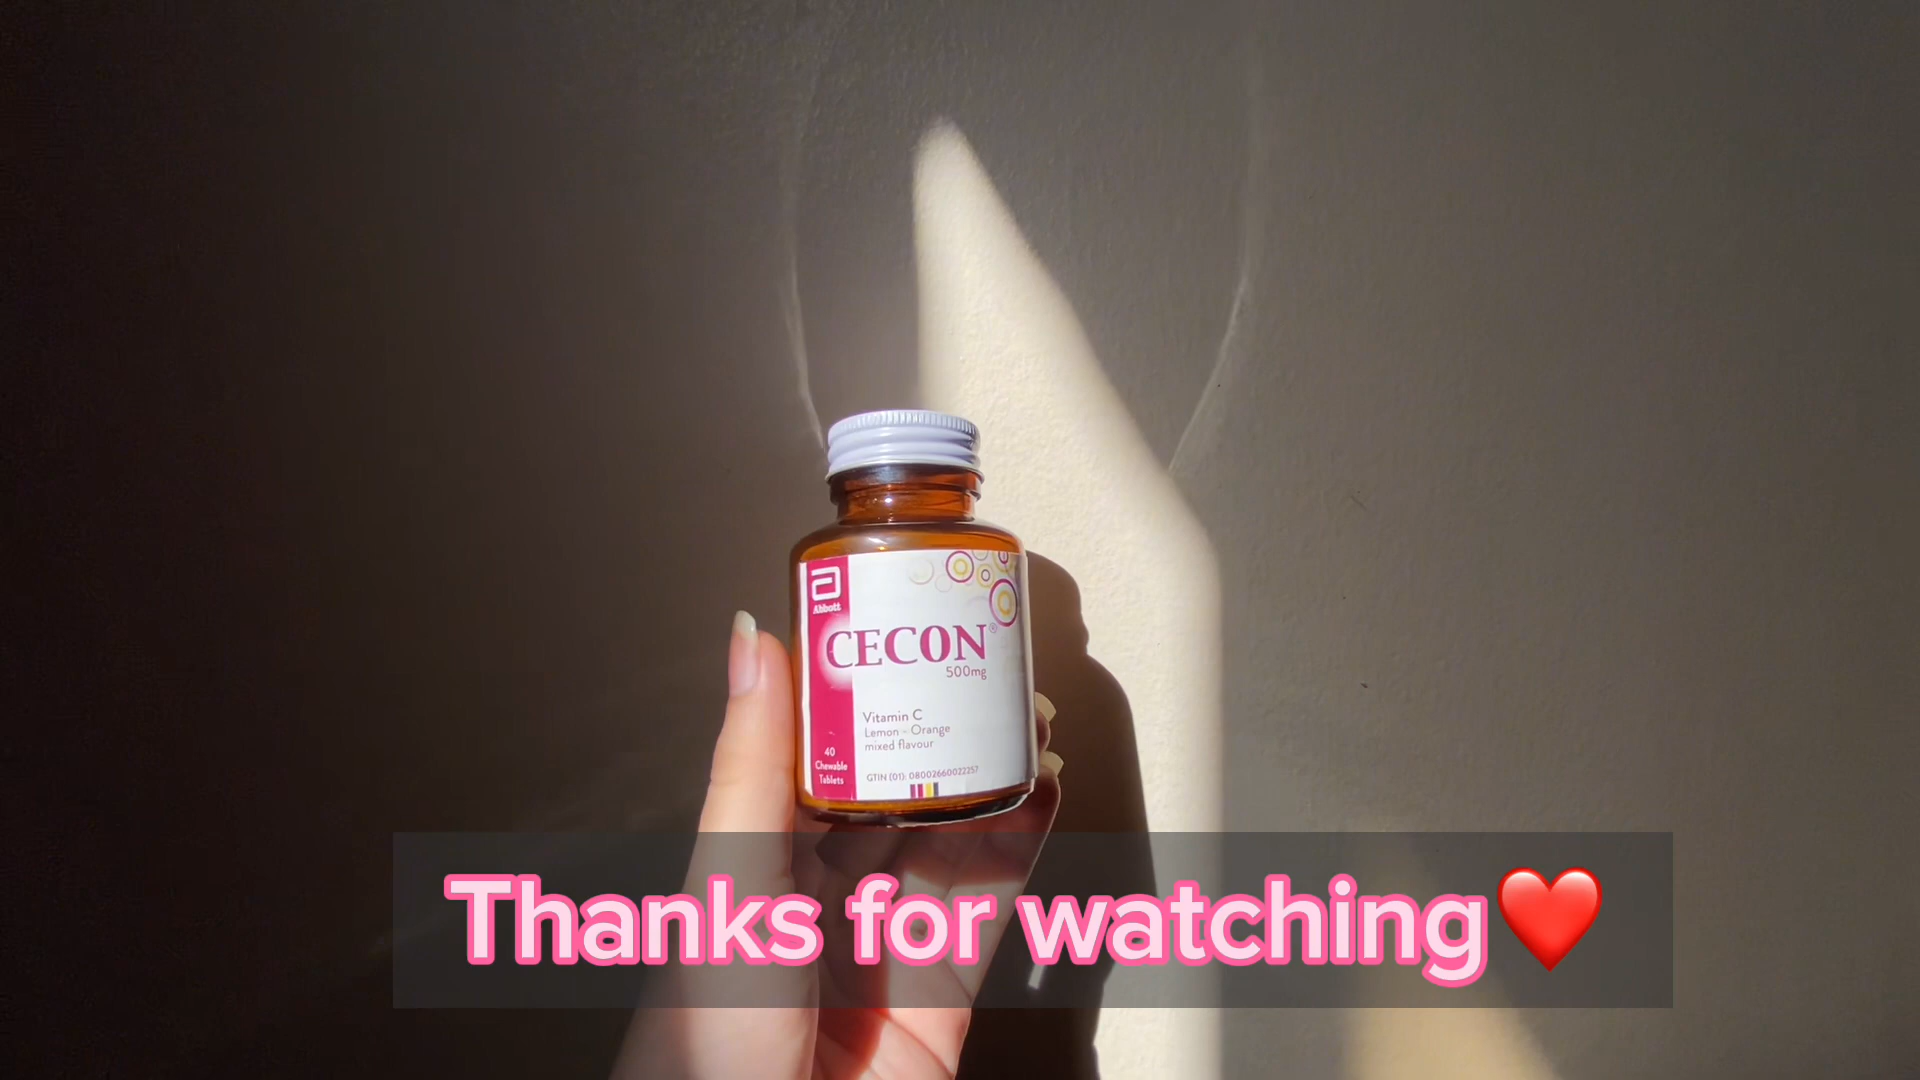 Abbott
CECON®
500mg
Vitamin C
Lemon - Orange
mixed flavour
40
Chewable
Tablets
GTIN (01): 08002660022257
Thanks for watching❤️